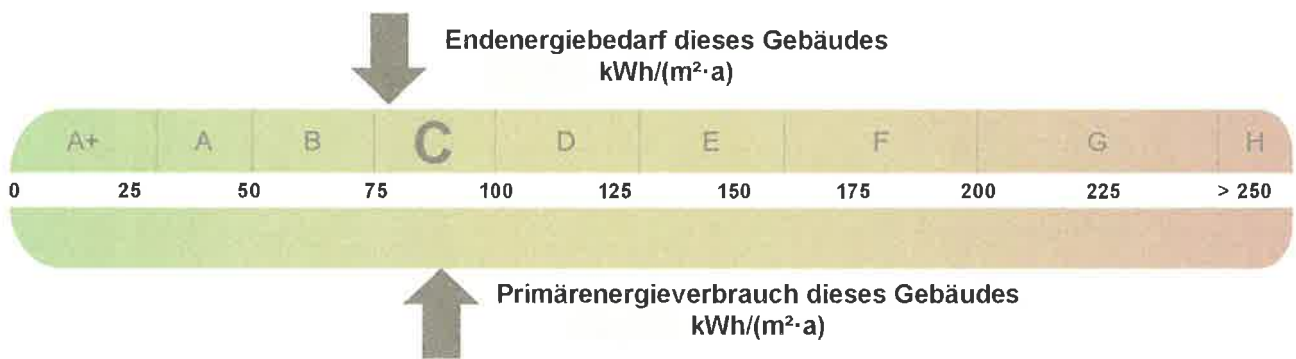 Endenergiebedarf dieses Gebäudes
kWh/(m²·a)
A+ A B C D E F G H
0 25 50 75 100 125 150 175 200 225 > 250
Primärenergieverbrauch dieses Gebäudes
kWh/(m²·a)